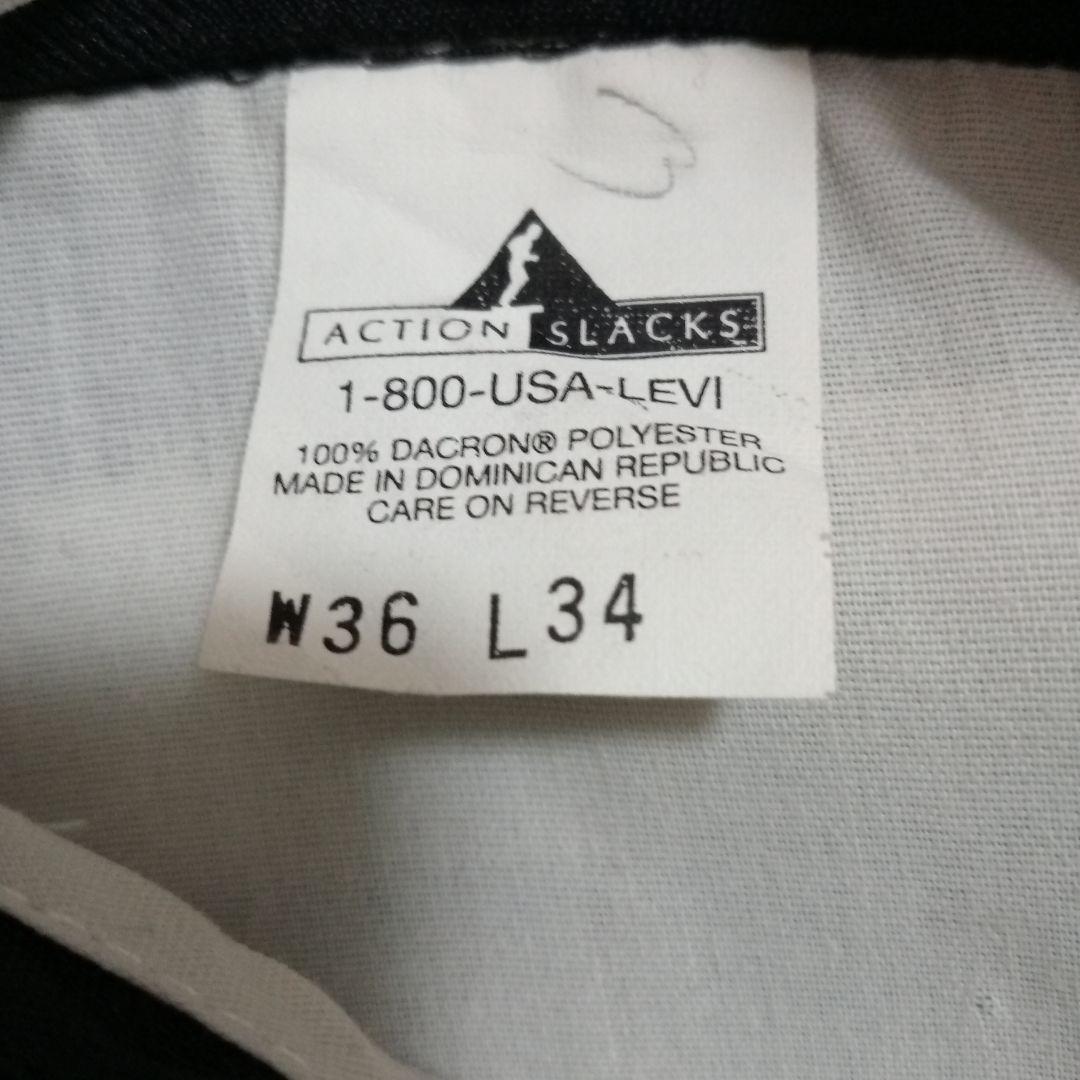 ACTION SLACKS
1-800-USA-LEVI
100% DACRON® POLYESTER
MADE IN DOMINICAN REPUBLIC
CARE ON REVERSE
W36 L34